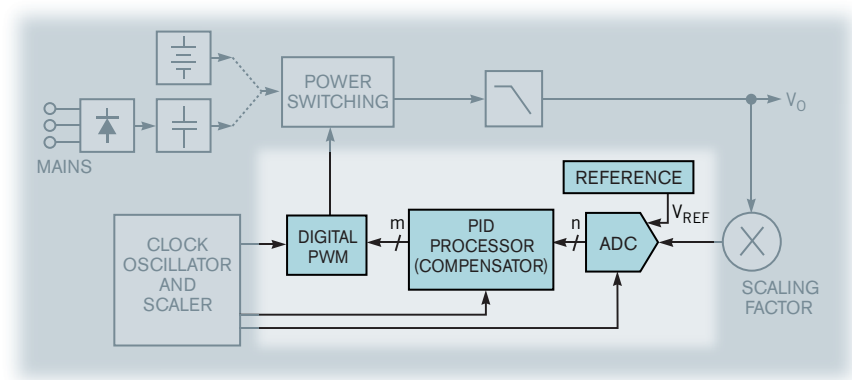 POWER
SWITCHING
V_O
MAINS
REFERENCE
V_REF
CLOCK
OSCILLATOR
AND
SCALER
DIGITAL
PWM
m
PID
PROCESSOR
(COMPENSATOR)
n
ADC
SCALING
FACTOR